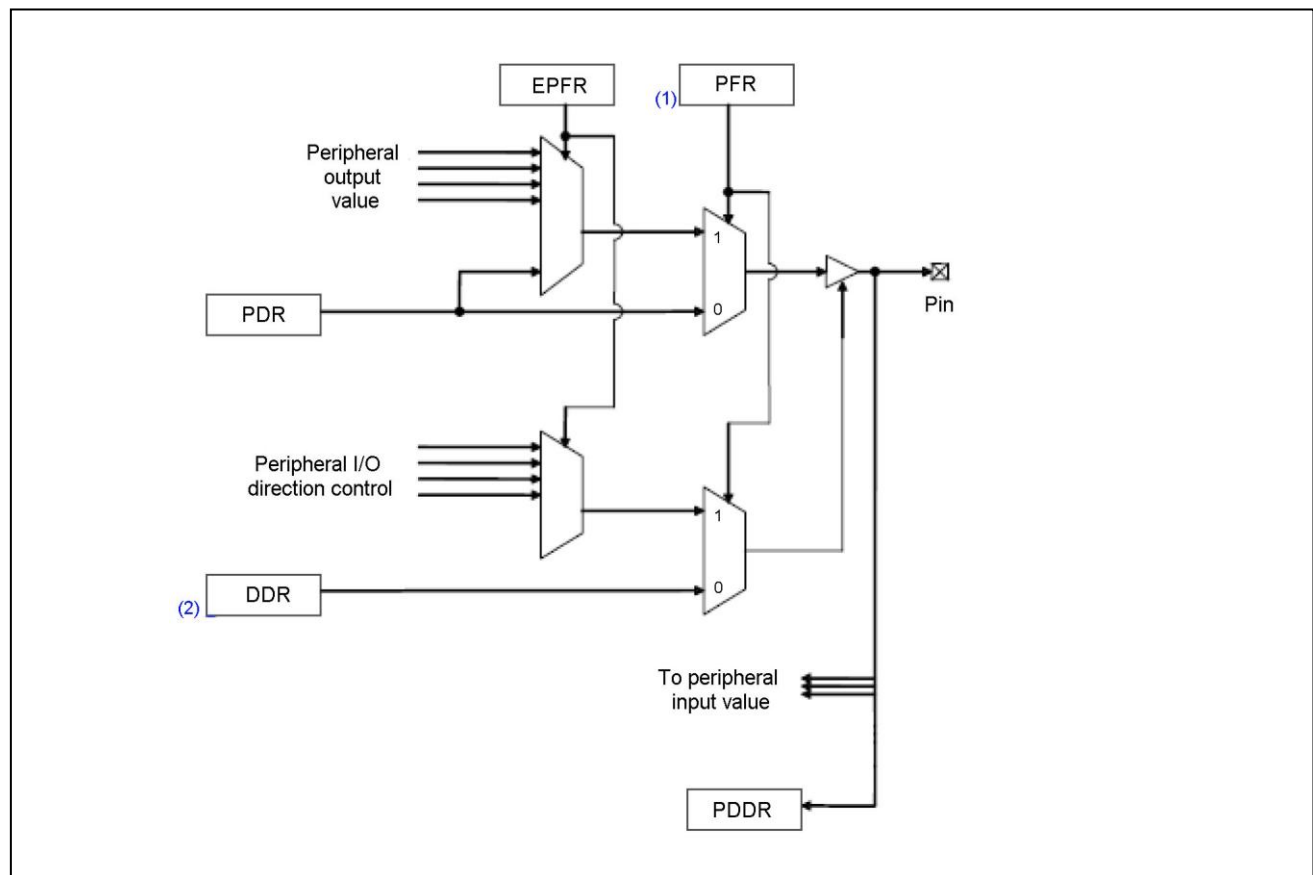 EPFR
PFR
(1)
Peripheral
output
value
1
0
PDR
Pin
Peripheral I/O
direction control
1
0
DDR
(2)
To peripheral
input value
PDDR